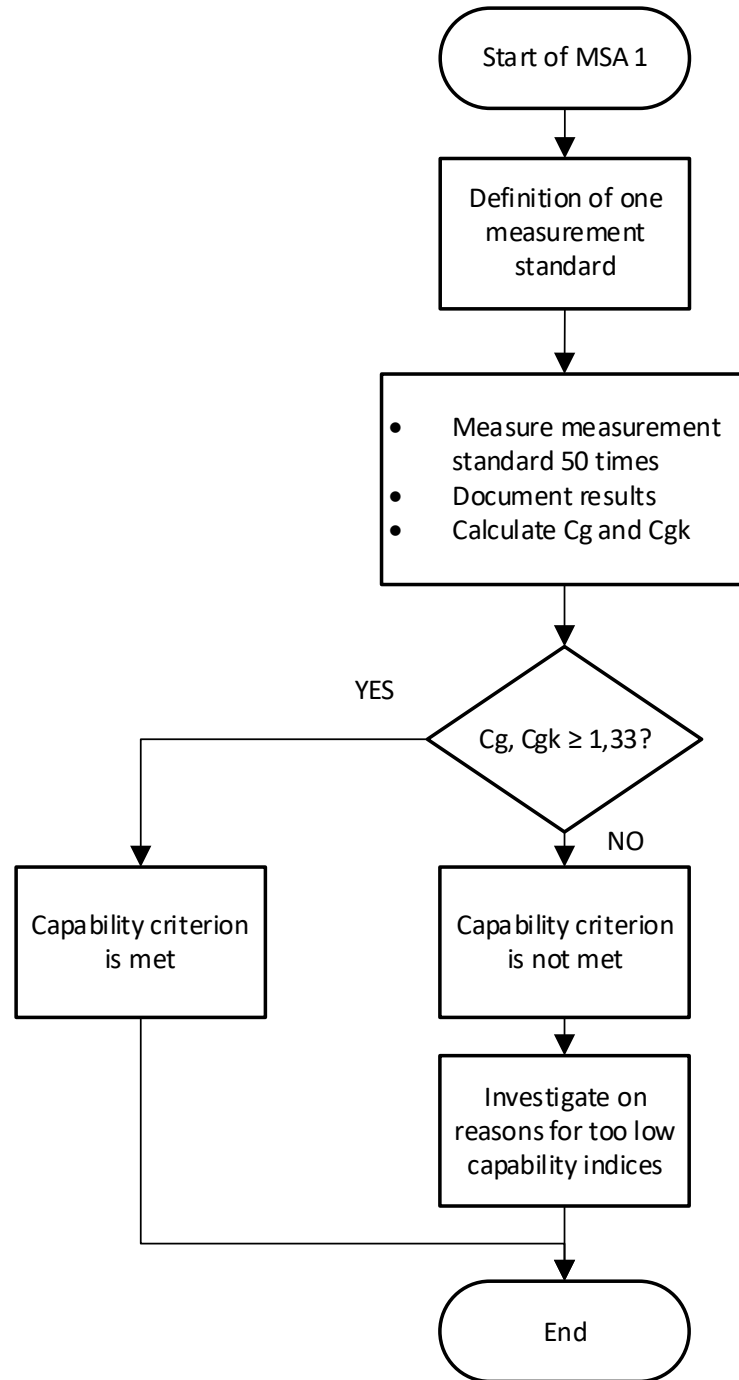 Start of MSA 1
Definition of one
measurement
standard
• Measure measurement
standard 50 times
• Document results
• Calculate Cg and Cgk
YES
Cg, Cgk ≥ 1,33?
NO
Capability criterion
is met
Capability criterion
is not met
Investigate on
reasons for too low
capability indices
End